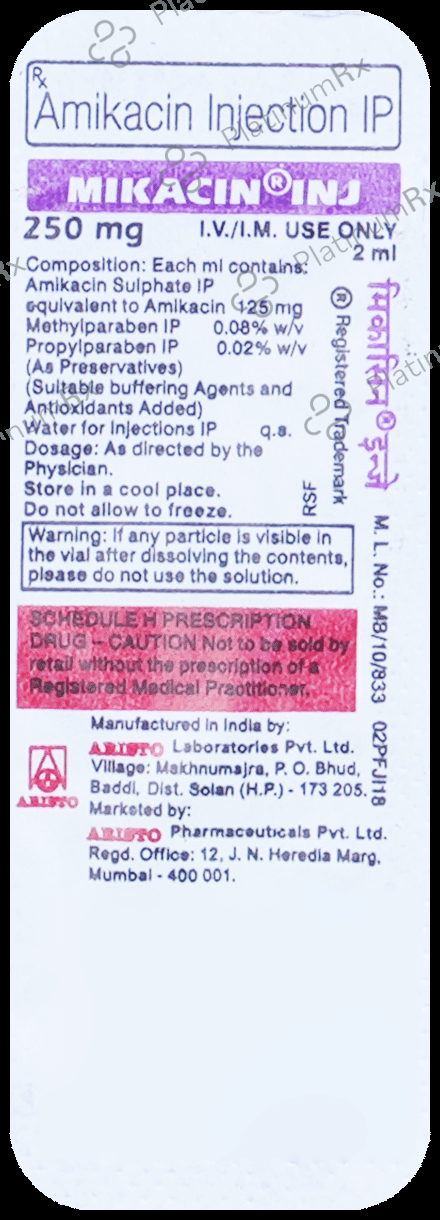 Rx
Amikacin Injection IP
MIKACIN® INJ
250 mg I.V./I.M. USE ONLY
2 ml
Composition: Each ml contains:
Amikacin Sulphate IP
equivalent to Amikacin 125 mg
Methylparaben IP 0.08% w/v
Propylparaben IP 0.02% w/v
(As Preservatives)
(Suitable buffering Agents and
Antioxidants Added)
Water for Injections IP q.s.
Dosage: As directed by the
Physician.
Store in a cool place.
Do not allow to freeze.
® Registered Trademark
RSF
मिकासिन® इन्जे
Warning: If any particle is visible in
the vial after dissolving the contents,
please do not use the solution.
SCHEDULE H PRESCRIPTION
DRUG – CAUTION Not to be sold by
retail without the prescription of a
Registered Medical Practitioner.
M. L. No.: MB/10/833 02PFJI18
Manufactured in India by:
ARISTO Laboratories Pvt. Ltd.
Village: Makhnumajra, P. O. Bhud,
Baddi, Dist. Solan (H.P.) - 173 205.
ARISTO
Marketed by:
ARISTO Pharmaceuticals Pvt. Ltd.
Regd. Office: 12, J. N. Heredia Marg,
Mumbai - 400 001.
PlatinumRx
PlatinumRx
PlatinumRx